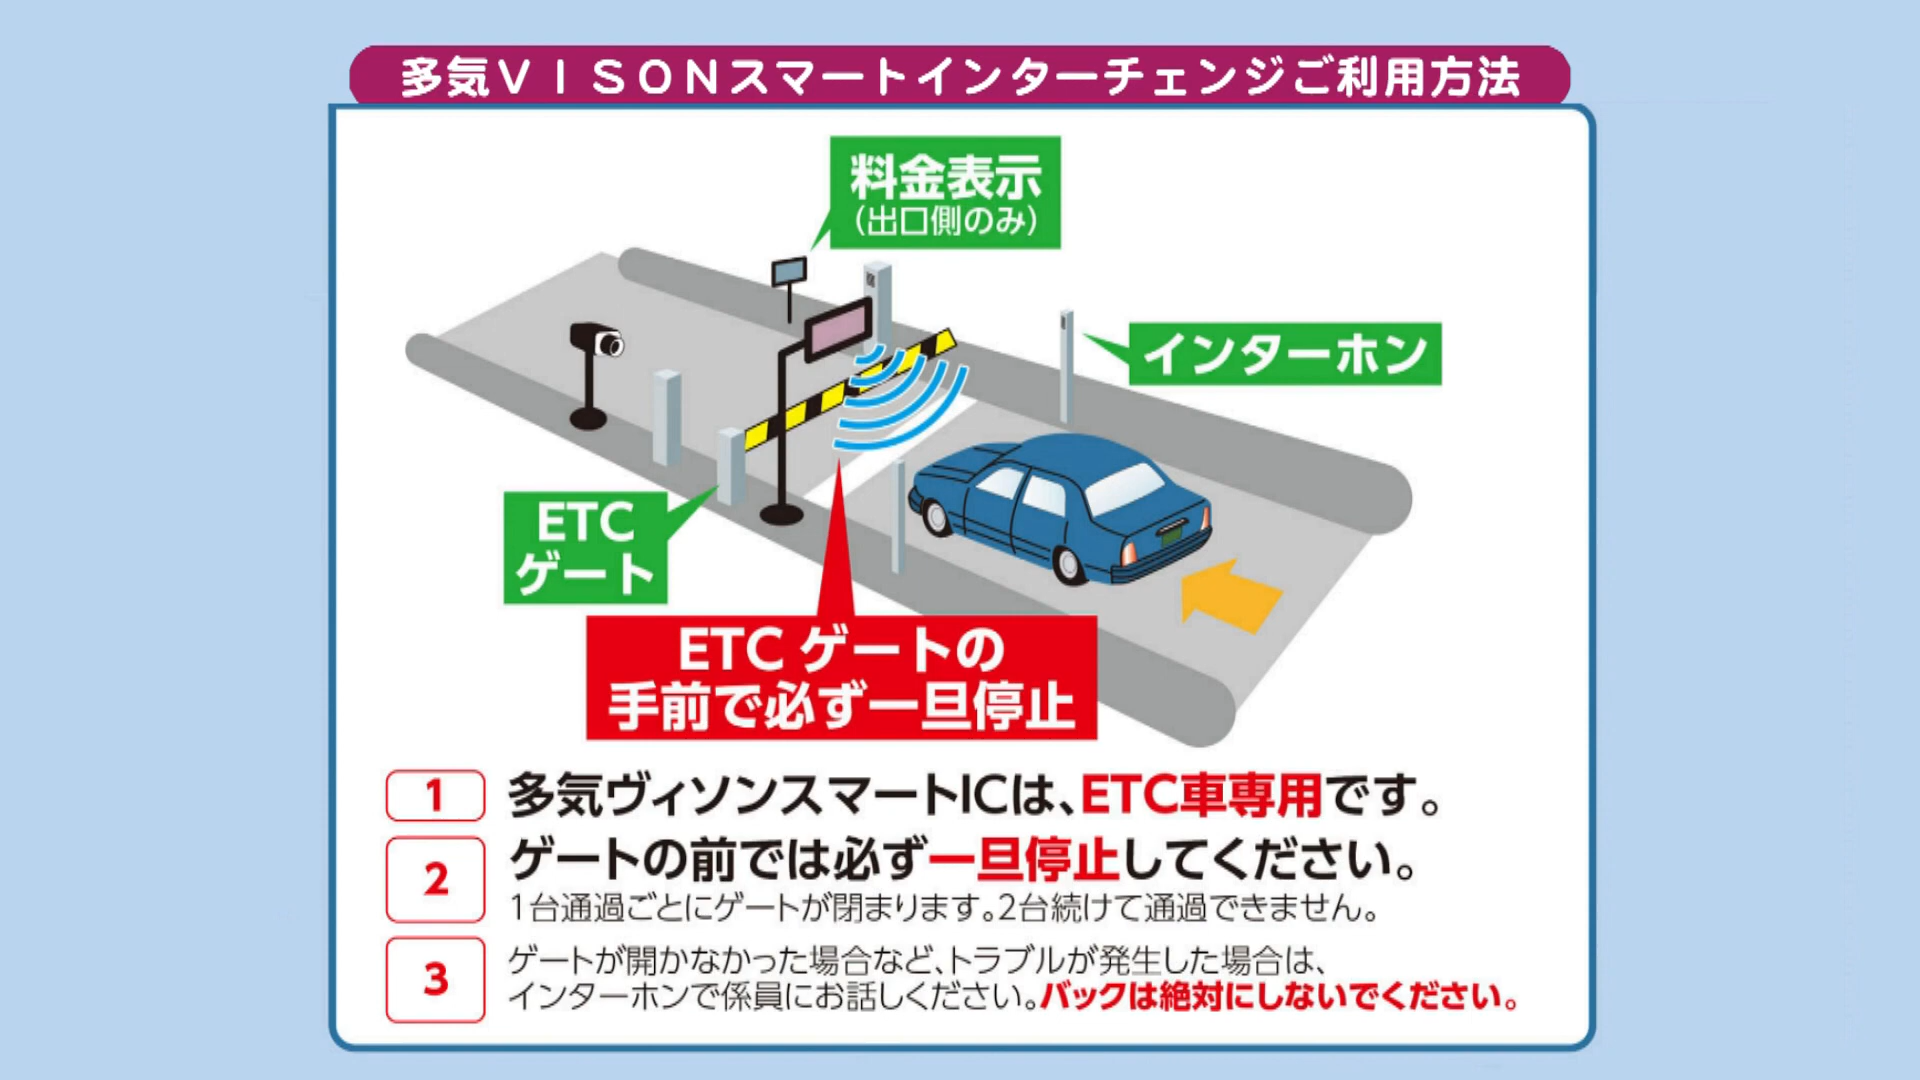 多気ＶＩＳＯＮスマートインターチェンジご利用方法
料金表示
(出口側のみ)
インターホン
ETC
ゲート
ETC ゲートの
手前で必ず一旦停止
1 多気ヴィソンスマートICは、ETC車専用です。
2 ゲートの前では必ず一旦停止してください。
1台通過ごとにゲートが閉まります。2台続けて通過できません。
3 ゲートが開かなかった場合など、トラブルが発生した場合は、
インターホンで係員にお話しください。バックは絶対にしないでください。